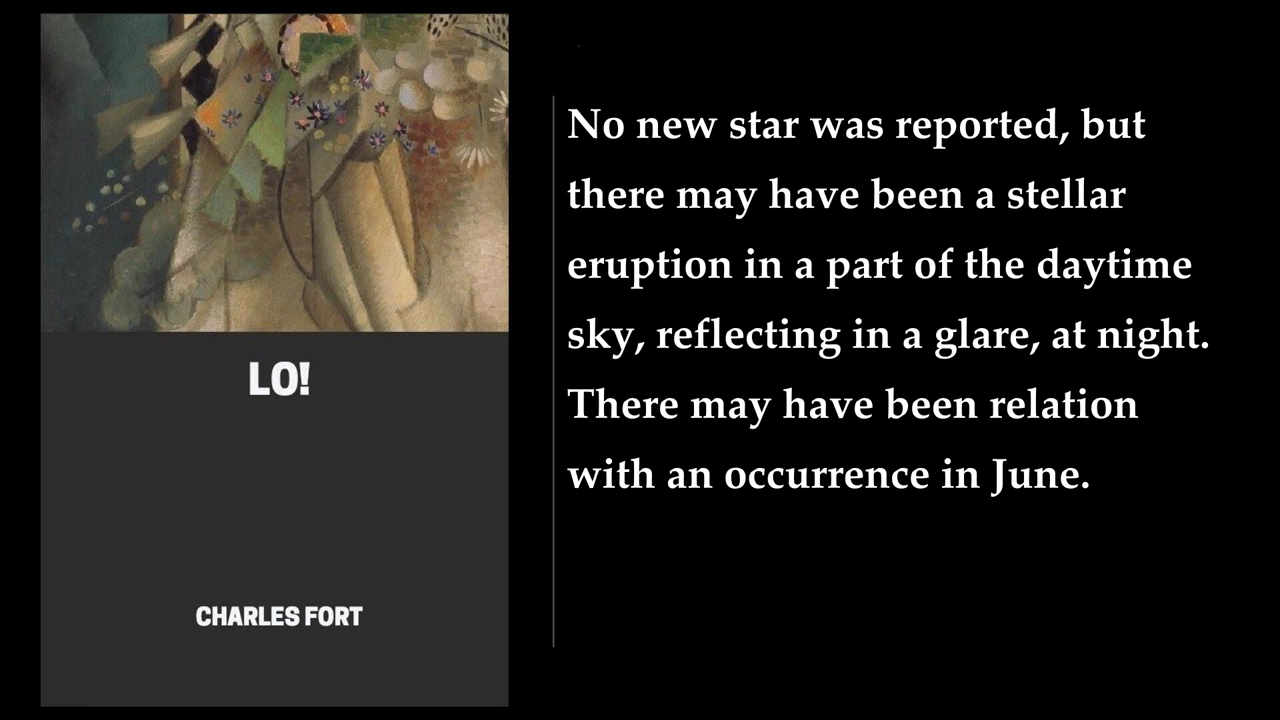 LO!
CHARLES FORT
No new star was reported, but
there may have been a stellar
eruption in a part of the daytime
sky, reflecting in a glare, at night.
There may have been relation
with an occurrence in June.